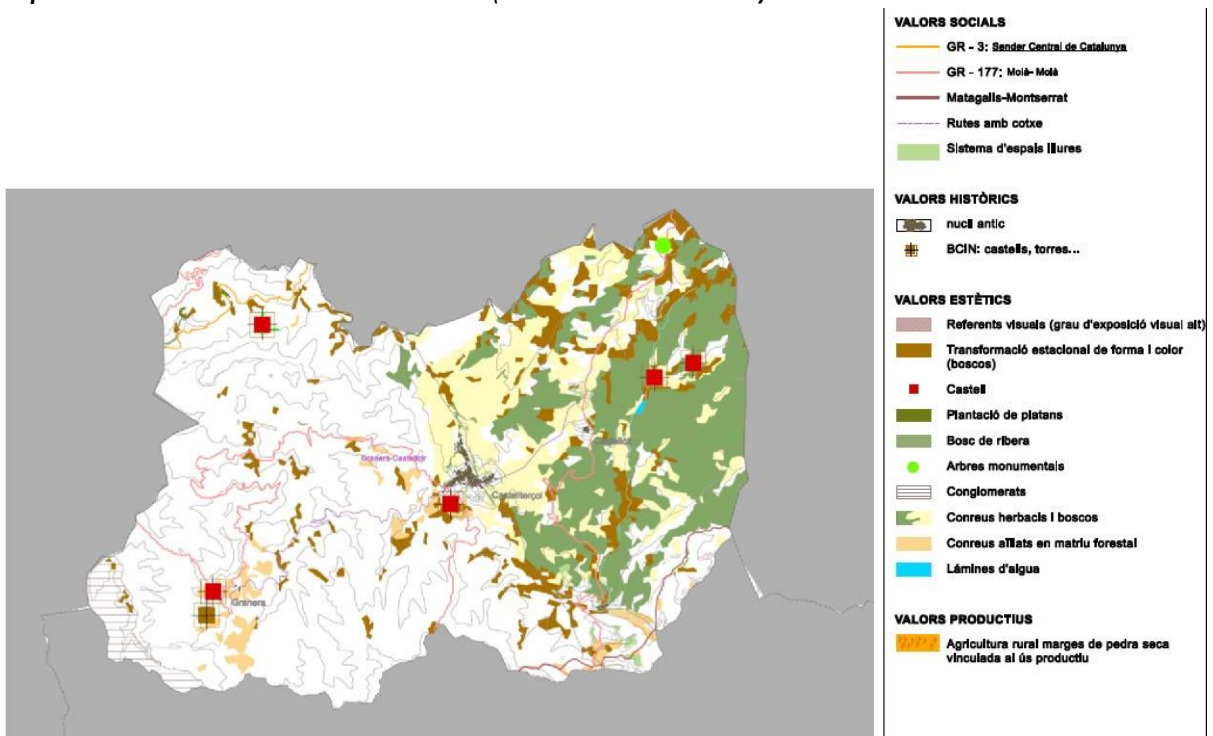 VALORS SOCIALS
GR - 3: Sender Central de Catalunya
GR - 177: Moià- Moià
Matagalls-Montserrat
Rutes amb cotxe
Sistema d'espais lliures
VALORS HISTÒRICS
nucli antic
BCIN: castells, torres...
VALORS ESTÈTICS
Referents visuals (grau d'exposició visual alt)
Transformació estacional de forma i color
(boscos)
Castell
Plantació de platans
Bosc de ribera
Arbres monumentals
Conglomerats
Conreus herbacis i boscos
Conreus aïllats en matriu forestal
Làmines d'aigua
VALORS PRODUCTIUS
Agricultura rural marges de pedra seca
vinculada al ús productiu
Granera-Castellcir
Castellterçol
Granera